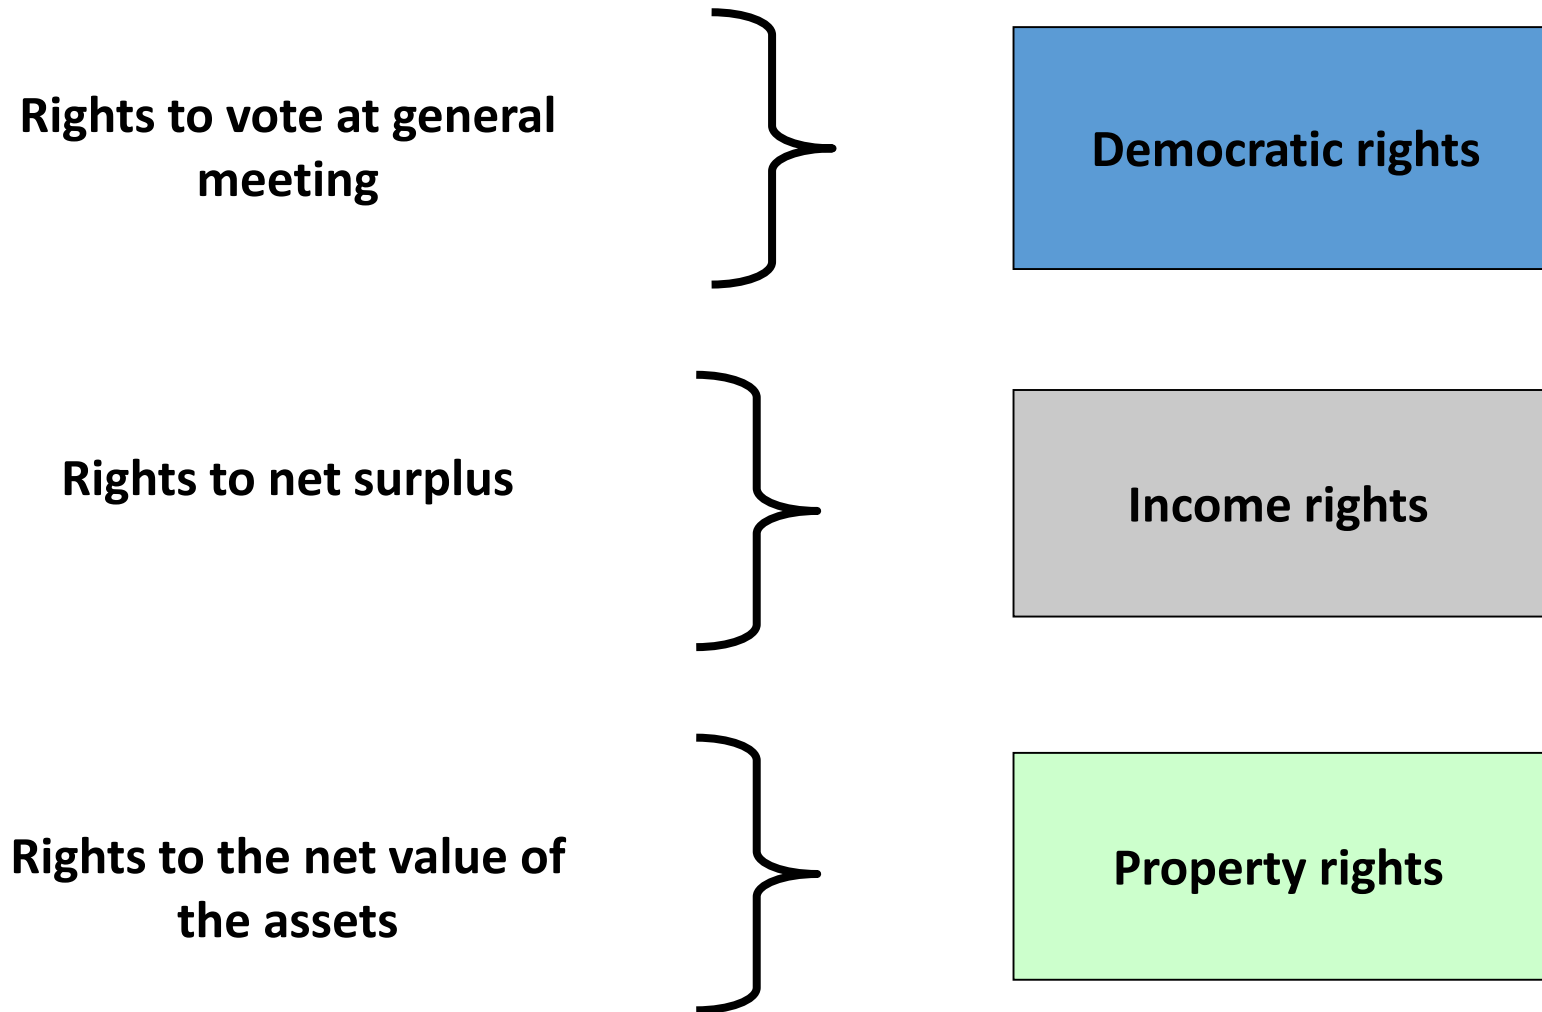 Rights to vote at general
meeting
Democratic rights
Rights to net surplus
Income rights
Rights to the net value of
the assets
Property rights